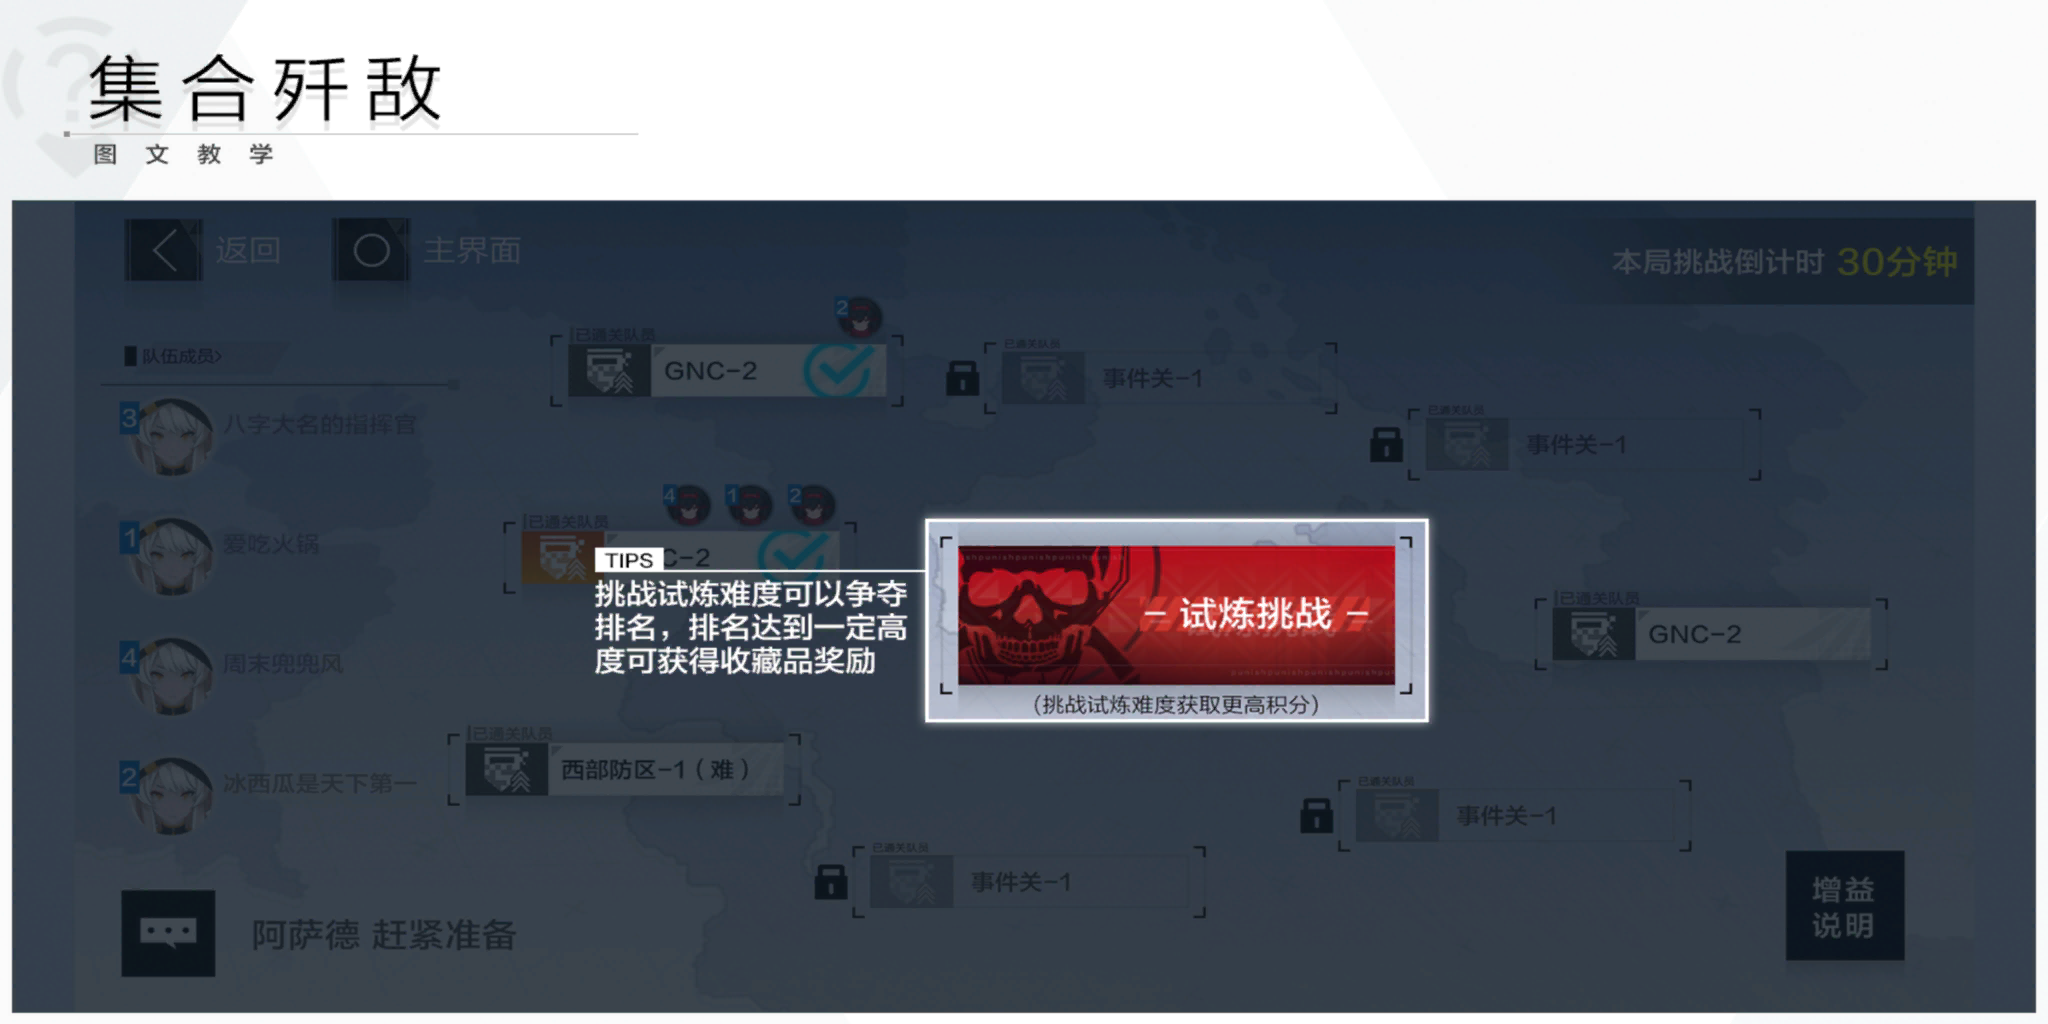 集合歼敌
图文教学
返回
主界面
本局挑战倒计时 30分钟
队伍成员>
3
八字大名的指挥官
1
爱吃火锅
4
周末兜兜风
2
冰西瓜是天下第一
2
已通关队员
GNC-2
已通关队员
事件关-1
已通关队员
事件关-1
4
1
2
已通关队员
C-2
TIPS
挑战试炼难度可以争夺
排名，排名达到一定高
度可获得收藏品奖励
试炼挑战
(挑战试炼难度获取更高积分)
已通关队员
GNC-2
已通关队员
西部防区-1（难）
已通关队员
事件关-1
已通关队员
事件关-1
阿萨德 赶紧准备
增益
说明